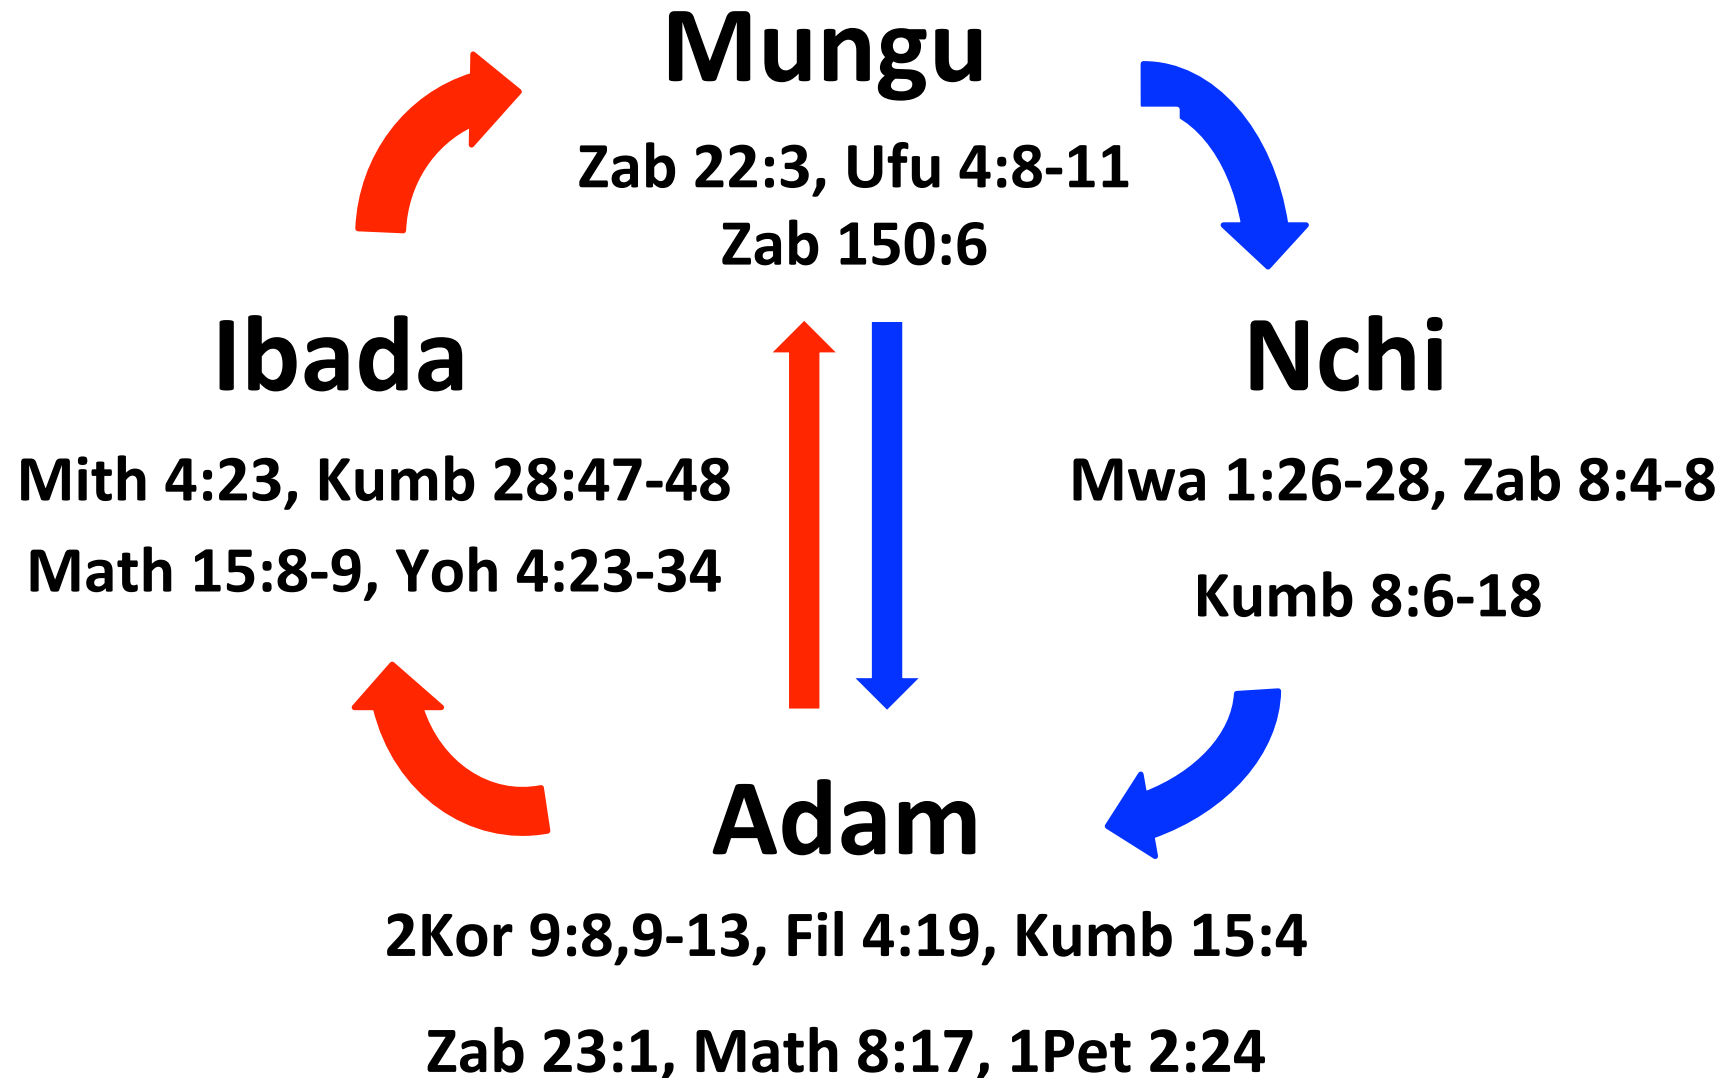 Mungu
Zab 22:3, Ufu 4:8-11
Zab 150:6
Ibada
Mith 4:23, Kumb 28:47-48
Math 15:8-9, Yoh 4:23-34
Nchi
Mwa 1:26-28, Zab 8:4-8
Kumb 8:6-18
Adam
2Kor 9:8,9-13, Fil 4:19, Kumb 15:4
Zab 23:1, Math 8:17, 1Pet 2:24